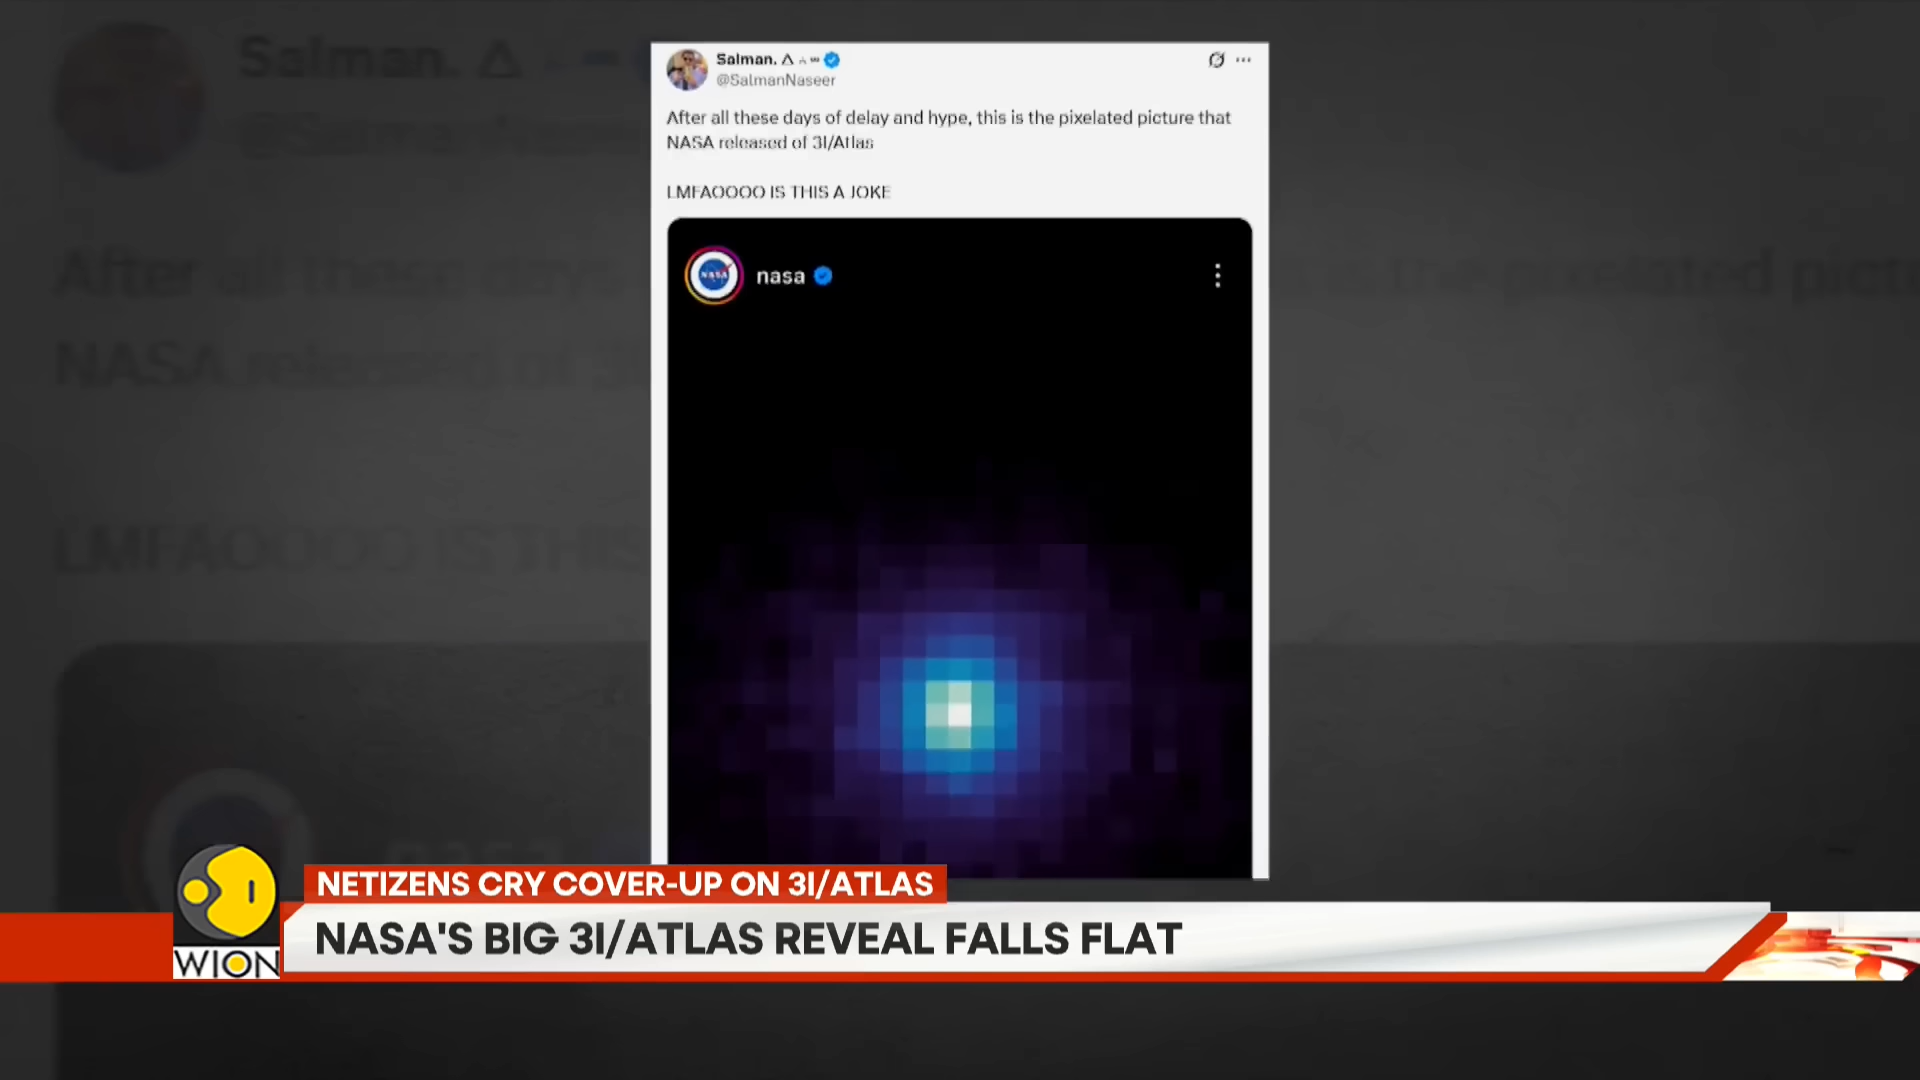 Salman.
@SalmanNaseer
After all these days of delay and hype, this is the pixelated picture that
NASA released of 3I/Atlas
LMFAOOOO IS THIS A JOKE
NASA
nasa
NETIZENS CRY COVER-UP ON 3I/ATLAS
NASA'S BIG 3I/ATLAS REVEAL FALLS FLAT
WION